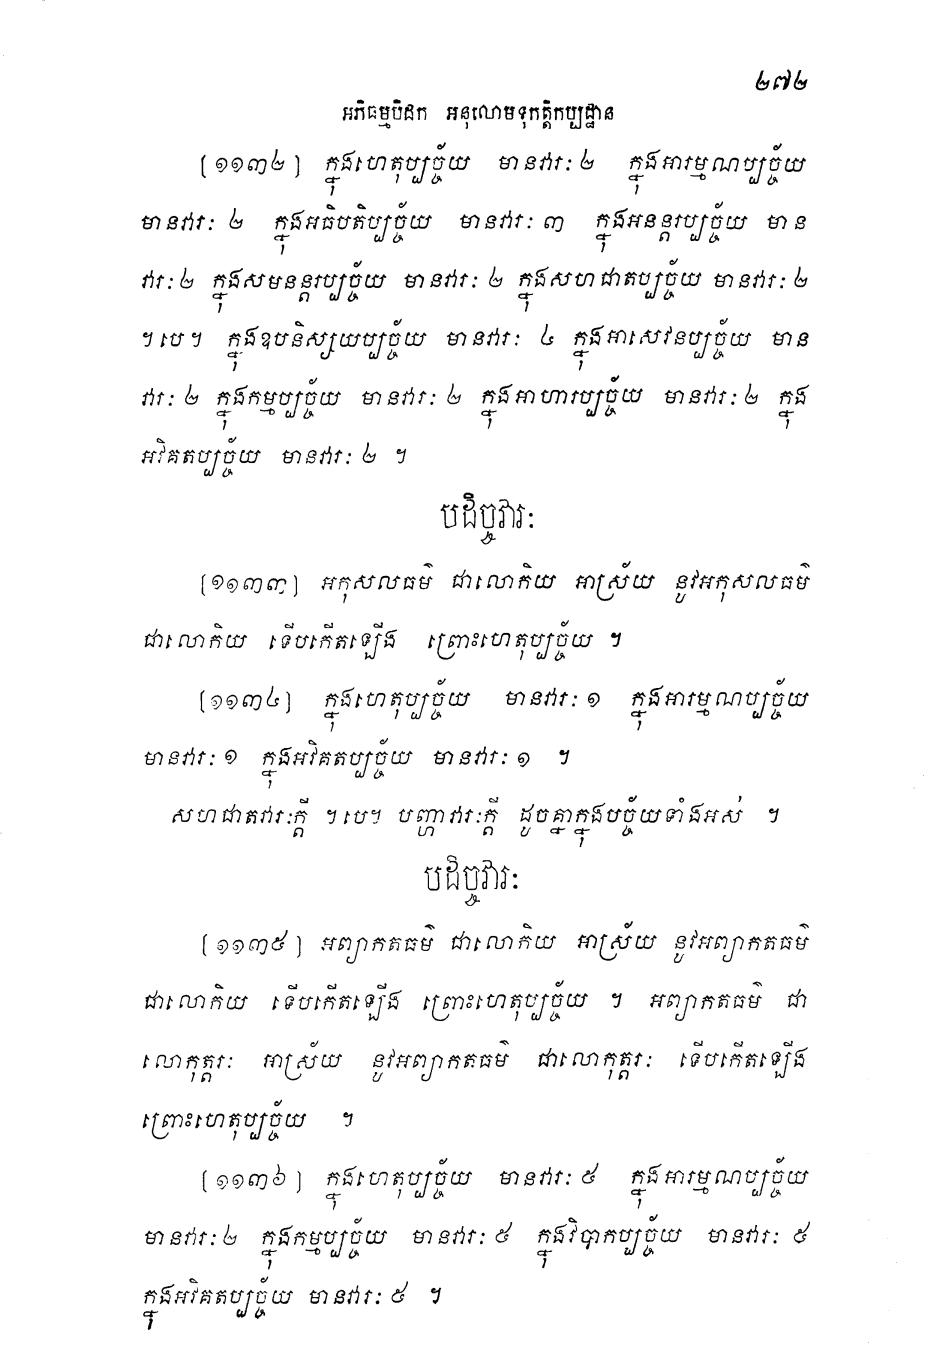 ២៧២
អភិធម្មបិដក អនុលោមទុកត្តិកប្បដ្ឋាន
[១១៣២] ក្នុងហេតុប្បច្ច័យ មានវារៈ ២ ក្នុងអារម្មណប្បច្ច័យ
មានវារៈ ២ ក្នុងអធិបតិប្បច្ច័យ មានវារៈ ៣ ក្នុងអនន្តរប្បច្ច័យ មាន
វារៈ ២ ក្នុងសមនន្តរប្បច្ច័យ មានវារៈ ២ ក្នុងសហជាតប្បច្ច័យ មានវារៈ ២
។បេ។ ក្នុងឧបនិស្សយប្បច្ច័យ មានវារៈ ៤ ក្នុងអាសេវនប្បច្ច័យ មាន
វារៈ ២ ក្នុងកម្មប្បច្ច័យ មានវារៈ ២ ក្នុងអាហារប្បច្ច័យ មានវារៈ ២ ក្នុង
អវិគតប្បច្ច័យ មានវារៈ ២ ។
បដិច្ចវារៈ
[១១៣៣] អកុសលធម៌ ជាលោកិយ អាស្រ័យ នូវអកុសលធម៌
ជាលោកិយ ទើបកើតឡើង ព្រោះហេតុប្បច្ច័យ ។
[១១៣៤] ក្នុងហេតុប្បច្ច័យ មានវារៈ ១ ក្នុងអារម្មណប្បច្ច័យ
មានវារៈ ១ ក្នុងអវិគតប្បច្ច័យ មានវារៈ ១ ។
សហជាតវារៈក្តី ។បេ។ បញ្ហាវារៈក្តី ដូចគ្នាក្នុងបច្ច័យទាំងអស់ ។
បដិច្ចវារៈ
[១១៣៥] អព្យាកតធម៌ ជាលោកិយ អាស្រ័យ នូវអព្យាកតធម៌
ជាលោកិយ ទើបកើតឡើង ព្រោះហេតុប្បច្ច័យ ។ អព្យាកតធម៌ ជា
លោកុត្តរៈ អាស្រ័យ នូវអព្យាកតធម៌ ជាលោកុត្តរៈ ទើបកើតឡើង
ព្រោះហេតុប្បច្ច័យ ។
[១១៣៦] ក្នុងហេតុប្បច្ច័យ មានវារៈ ៥ ក្នុងអារម្មណប្បច្ច័យ
មានវារៈ ២ ក្នុងកម្មប្បច្ច័យ មានវារៈ ៥ ក្នុងវិបាកប្បច្ច័យ មានវារៈ ៥
ក្នុងអវិគតប្បច្ច័យ មានវារៈ ៥ ។